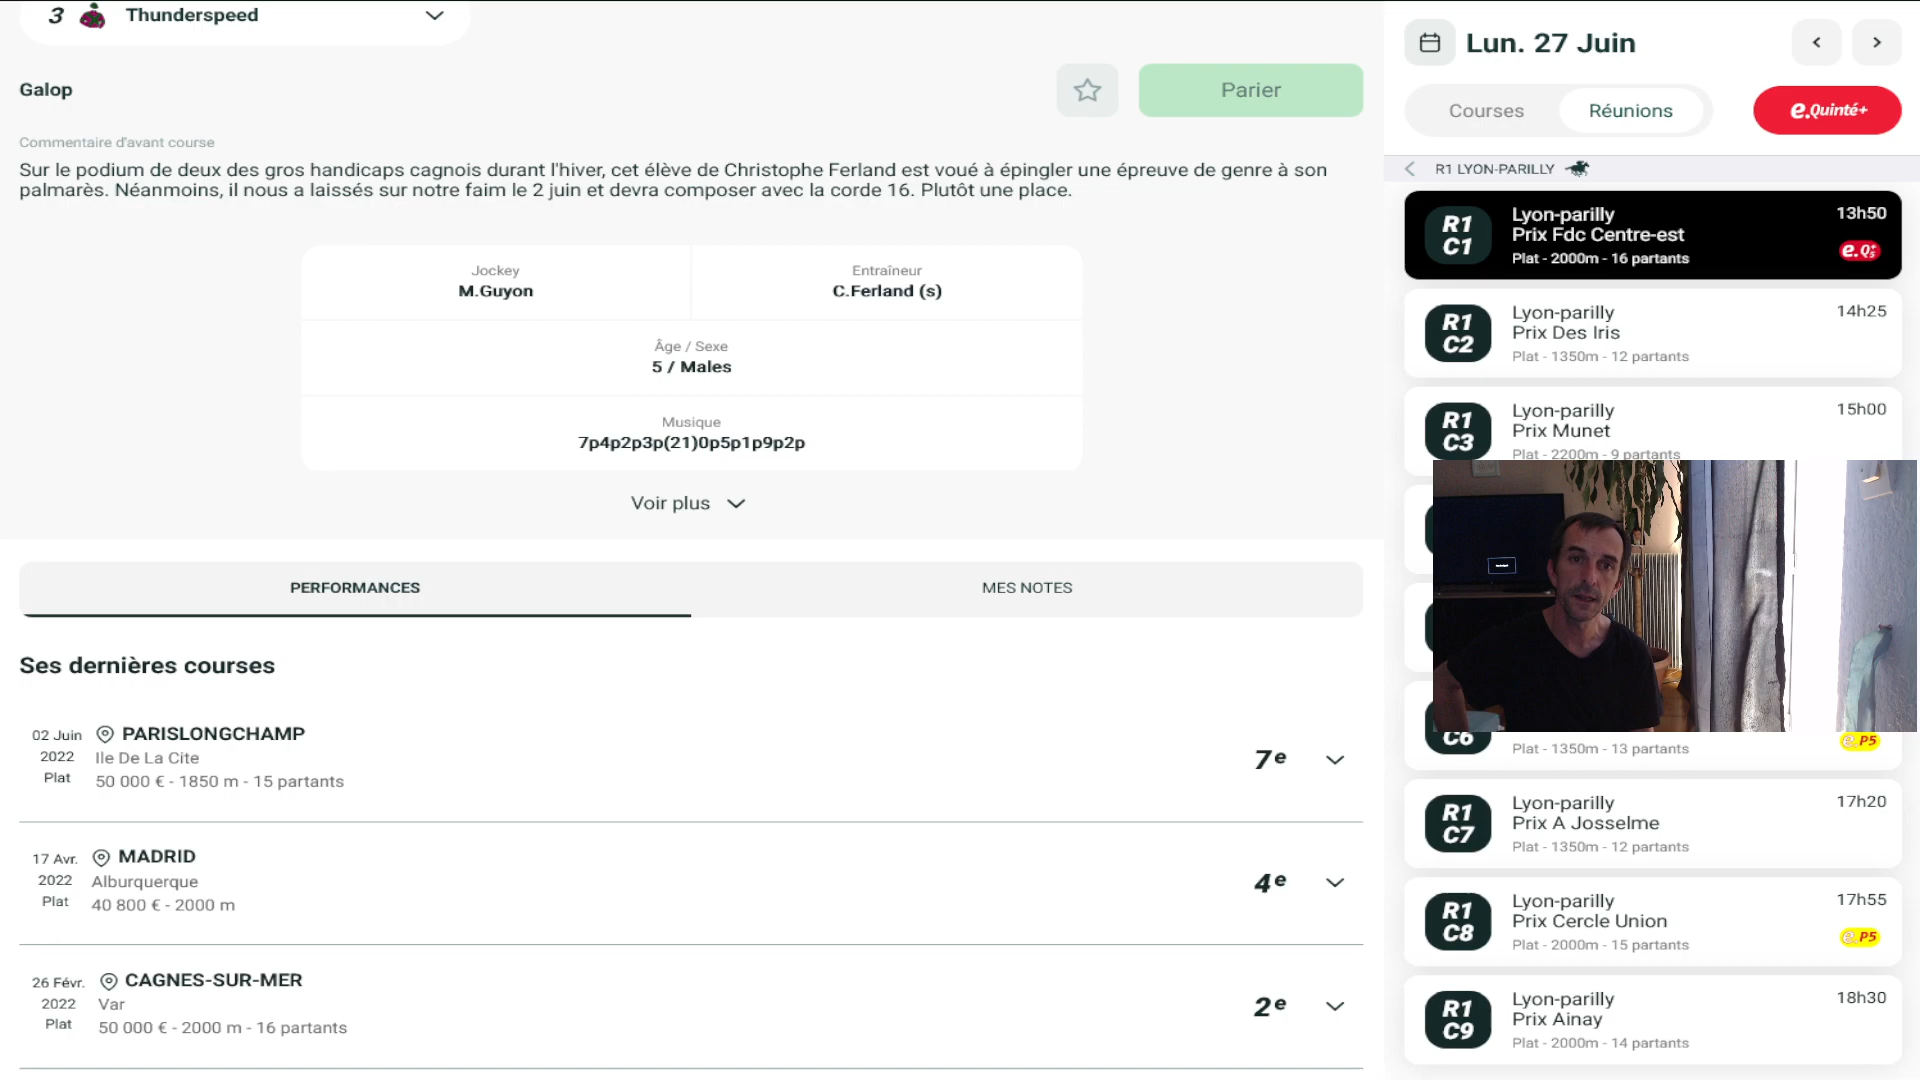 3 Thunderspeed
Galop
Parier
Commentaire d'avant course
Sur le podium de deux des gros handicaps cagnois durant l'hiver, cet élève de Christophe Ferland est voué à épingler une épreuve de genre à son
palmarès. Néanmoins, il nous a laissés sur notre faim le 2 juin et devra composer avec la corde 16. Plutôt une place.
Jockey
M.Guyon
Entraîneur
C.Ferland (s)
Âge / Sexe
5 / Males
Musique
7p4p2p3p(21)0p5p1p9p2p
Voir plus
PERFORMANCES
MES NOTES
Ses dernières courses
02 Juin
2022
Plat
PARISLONGCHAMP
Ile De La Cite
50 000 € - 1850 m - 15 partants
7e
17 Avr.
2022
Plat
MADRID
Alburquerque
40 800 € - 2000 m
4e
26 Févr.
2022
Plat
CAGNES-SUR-MER
Var
50 000 € - 2000 m - 16 partants
2e
Lun. 27 Juin
Courses
Réunions
e.Quinté+
R1 LYON-PARILLY
R1
C1
Lyon-parilly
Prix Fdc Centre-est
Plat - 2000m - 16 partants
13h50
e.Q+5
R1
C2
Lyon-parilly
Prix Des Iris
Plat - 1350m - 12 partants
14h25
R1
C3
Lyon-parilly
Prix Munet
Plat - 2200m - 9 partants
15h00
C6
Plat - 1350m - 13 partants
e.P5
R1
C7
Lyon-parilly
Prix A Josselme
Plat - 1350m - 12 partants
17h20
R1
C8
Lyon-parilly
Prix Cercle Union
Plat - 2000m - 15 partants
17h55
e.P5
R1
C9
Lyon-parilly
Prix Ainay
Plat - 2000m - 14 partants
18h30